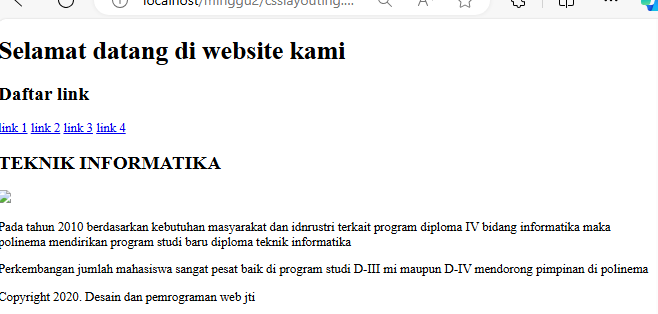 localhost/minggu2/csslayouting....
Selamat datang di website kami
Daftar link
link 1 link 2 link 3 link 4
TEKNIK INFORMATIKA
Pada tahun 2010 berdasarkan kebutuhan masyarakat dan idnrustri terkait program diploma IV bidang informatika maka
polinema mendirikan program studi baru diploma teknik informatika
Perkembangan jumlah mahasiswa sangat pesat baik di program studi D-III mi maupun D-IV mendorong pimpinan di polinema
Copyright 2020. Desain dan pemrograman web jti